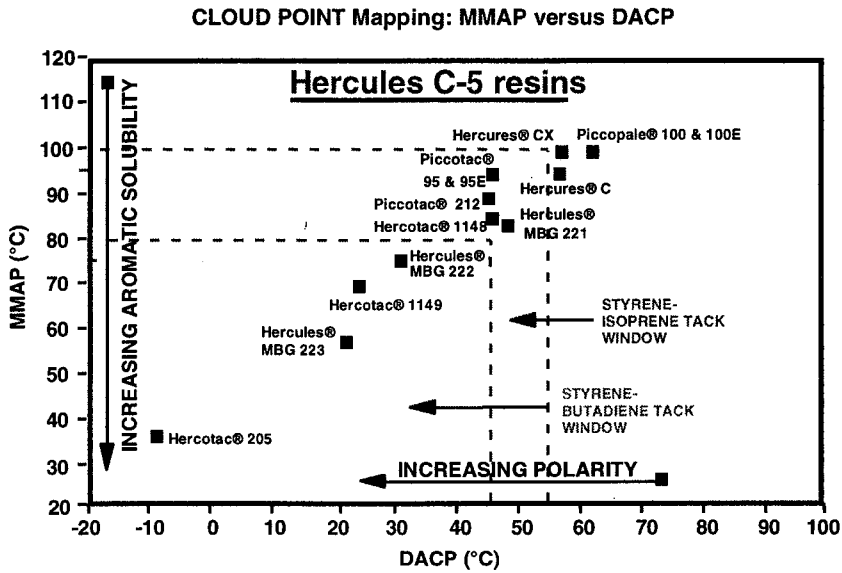 CLOUD POINT Mapping: MMAP versus DACP
Hercules C-5 resins
MMAP (°C)
120
110
100
90
80
70
60
50
40
30
20
INCREASING AROMATIC SOLUBILITY
Hercures® CX
Piccopale® 100 & 100E
Piccotac®
95 & 95E
Hercures® C
Piccotac® 212
Hercules®
MBG 221
Hercotac® 1148
Hercules®
MBG 222
Hercotac® 1149
STYRENE-
ISOPRENE TACK
WINDOW
Hercules®
MBG 223
STYRENE-
BUTADIENE TACK
WINDOW
Hercotac® 205
INCREASING POLARITY
-20
-10
0
10
20
30
40
50
60
70
80
90
100
DACP (°C)